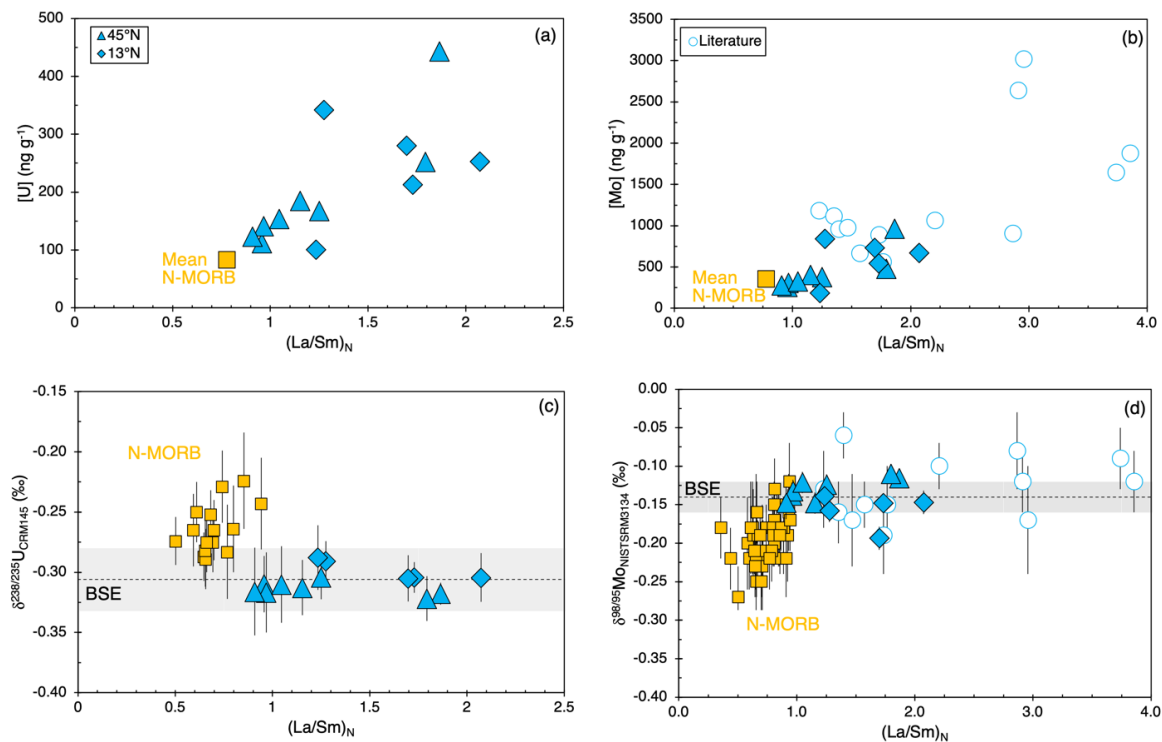 500
450
400
350
300
250
200
150
100
50
0
[U] (ng g-1)
45°N
13°N
(a)
Mean
N-MORB
0
0.5
1
1.5
2
2.5
(La/Sm)N
3500
3000
2500
2000
1500
1000
500
0
[Mo] (ng g-1)
Literature
(b)
Mean
N-MORB
0.0
1.0
2.0
3.0
4.0
(La/Sm)N
-0.15
-0.20
-0.25
-0.30
-0.35
-0.40
δ238/235UCRM145 (‰)
(c)
N-MORB
BSE
0
0.5
1
1.5
2
2.5
(La/Sm)N
0.00
-0.05
-0.10
-0.15
-0.20
-0.25
-0.30
-0.35
-0.40
δ98/95MoNISTSRM3134 (‰)
(d)
BSE
N-MORB
0.0
1.0
2.0
3.0
4.0
(La/Sm)N